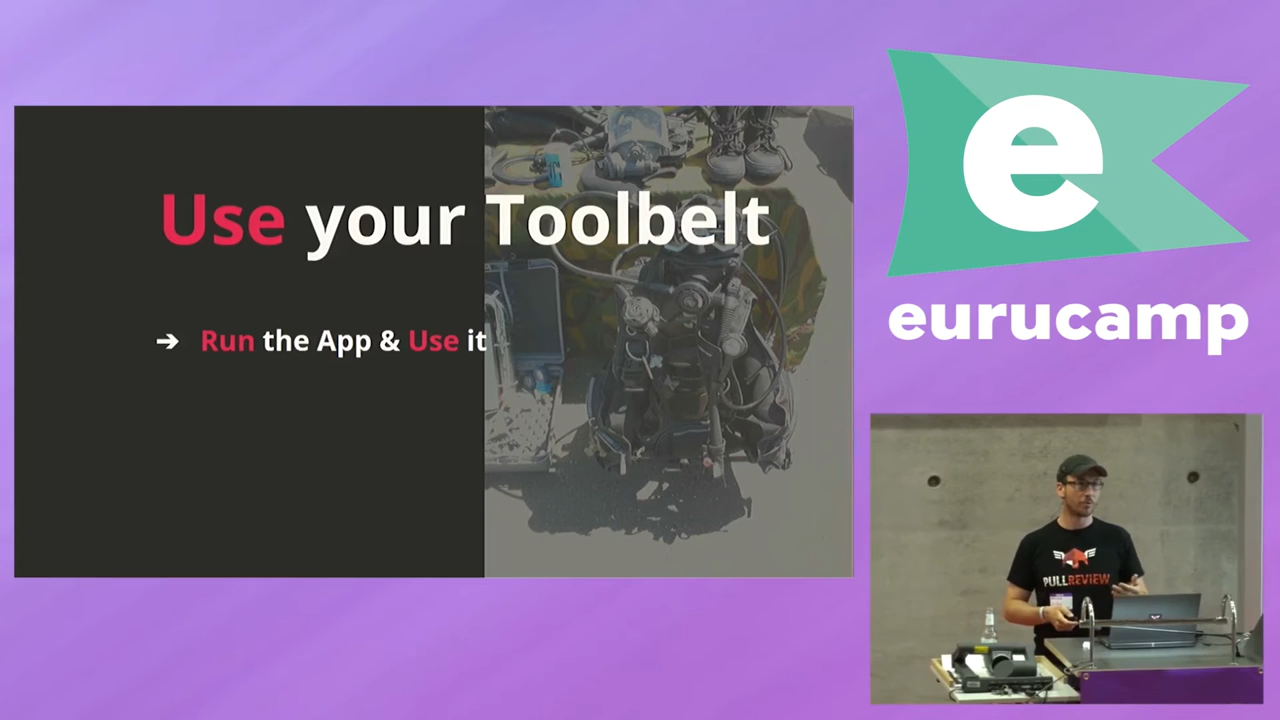 Use your Toolbelt
➔ Run the App & Use it
e
eurucamp
PULLREVIEW